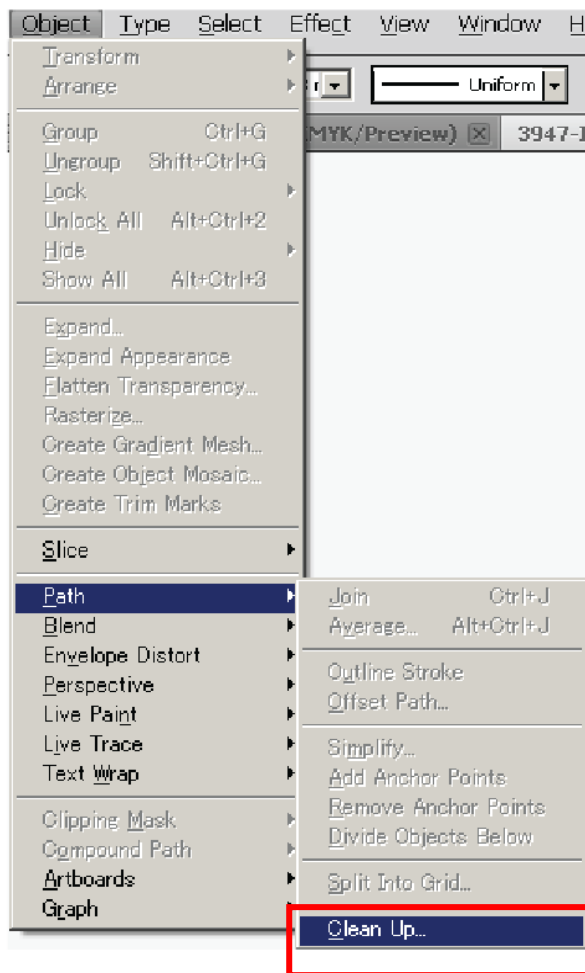 Object Type Select Effect View Window H
Transform
Arrange
Uniform
Group Ctrl+G
MYK/Preview) 3947-
Ungroup Shift+Ctrl+G
Lock
Unlock All Alt+Ctrl+2
Hide
Show All Alt+Ctrl+3
Expand...
Expand Appearance
Flatten Transparency...
Rasterize...
Create Gradient Mesh...
Create Object Mosaic...
Create Trim Marks
Slice
Path
Blend
Envelope Distort
Perspective
Live Paint
Live Trace
Text Wrap
Clipping Mask
Compound Path
Artboards
Graph
Join Ctrl+J
Average... Alt+Ctrl+J
Outline Stroke
Offset Path...
Simplify...
Add Anchor Points
Remove Anchor Points
Divide Objects Below
Split Into Grid...
Clean Up...